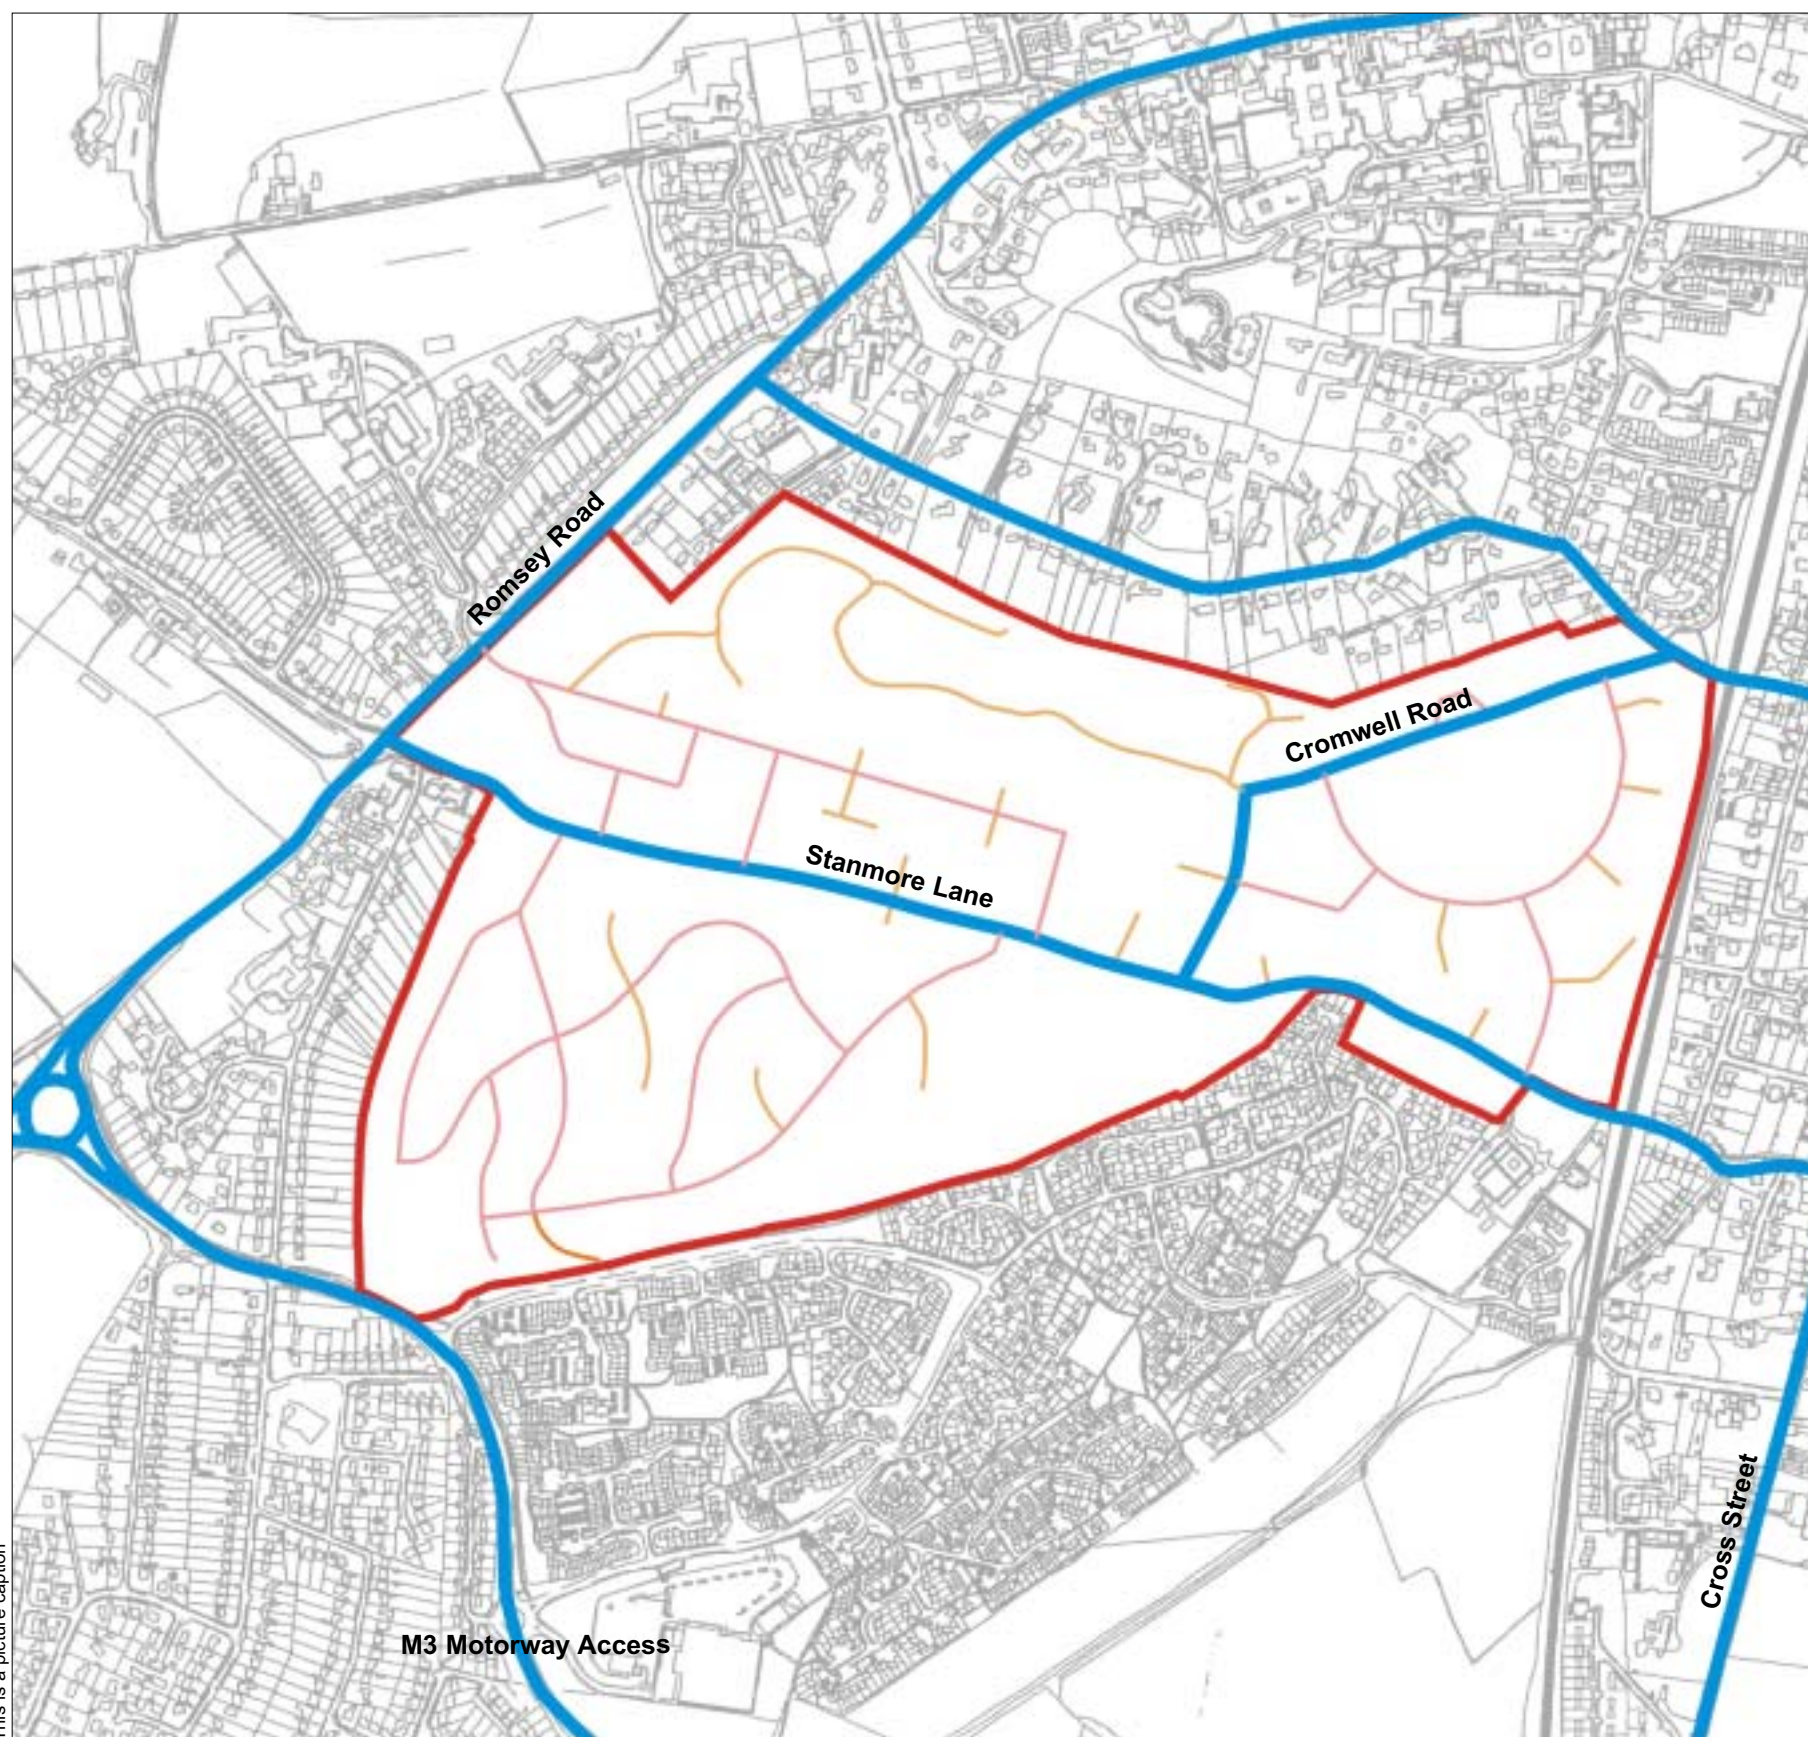 Romsey Road
Cromwell Road
Stanmore Lane
Cross Street
M3 Motorway Access
This is a picture caption